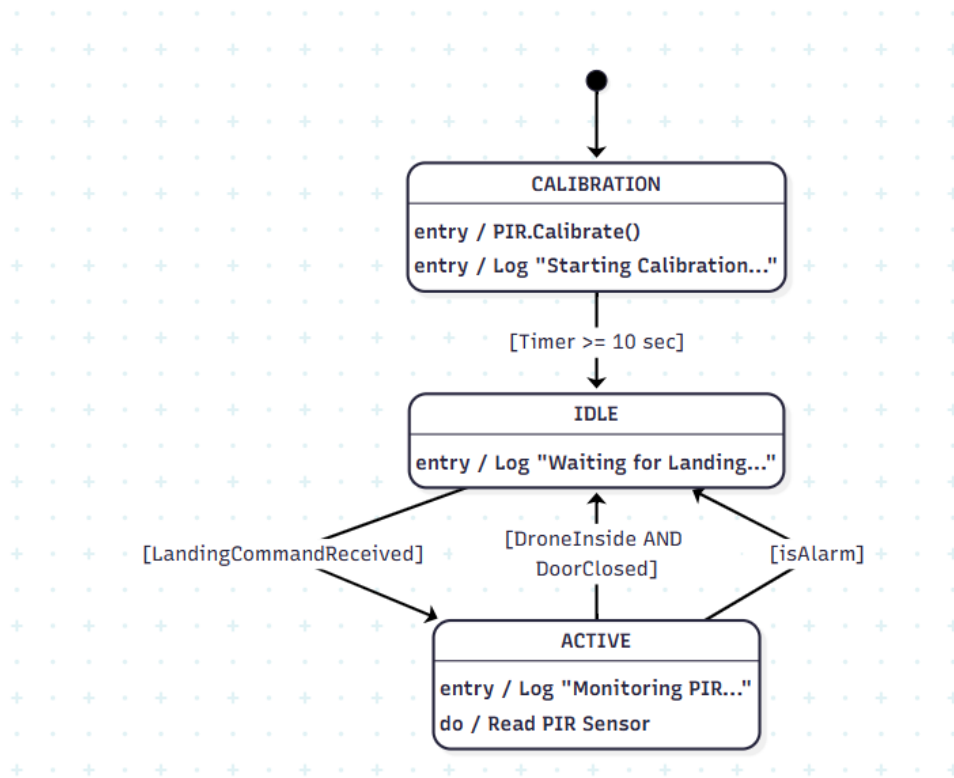 CALIBRATION
entry / PIR.Calibrate()
entry / Log "Starting Calibration..."
[Timer >= 10 sec]
IDLE
entry / Log "Waiting for Landing..."
[LandingCommandReceived]
[DroneInside AND
DoorClosed]
[isAlarm]
ACTIVE
entry / Log "Monitoring PIR..."
do / Read PIR Sensor